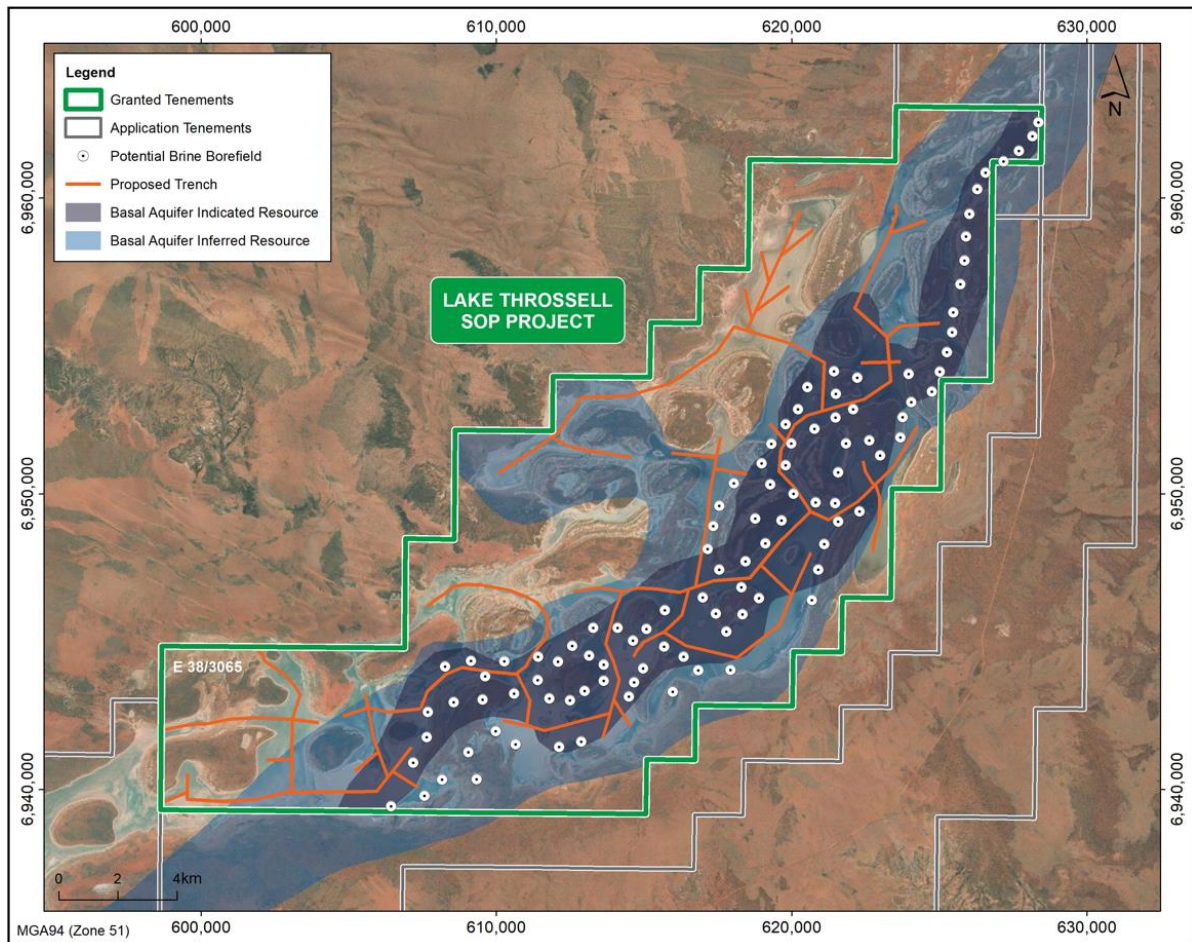 600,000
610,000
620,000
630,000
Legend
Granted Tenements
Application Tenements
Potential Brine Borefield
Proposed Trench
Basal Aquifer Indicated Resource
Basal Aquifer Inferred Resource
N
6,960,000
6,960,000
LAKE THROSSELL
SOP PROJECT
6,950,000
6,950,000
E 38/3065
6,940,000
6,940,000
0 2 4km
MGA94 (Zone 51)
600,000
610,000
620,000
630,000